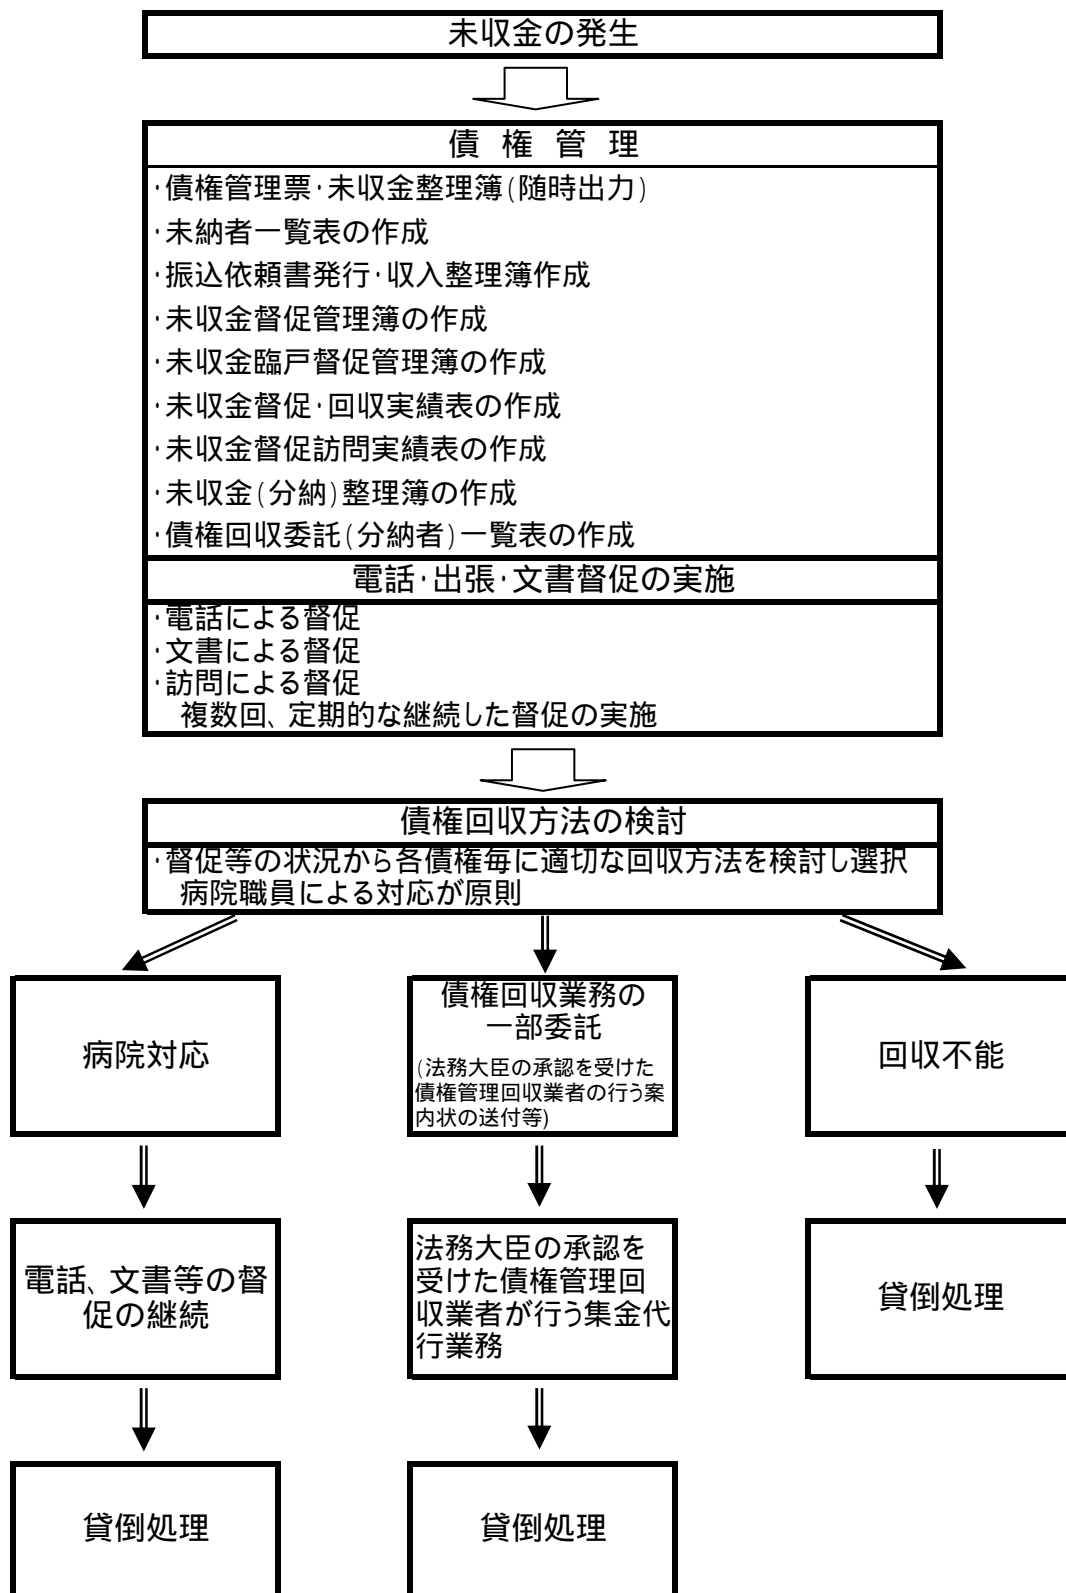 未収金の発生
債権管理
・債権管理票・未収金整理簿(随時出力)
・未納者一覧表の作成
・振込依頼書発行・収入整理簿作成
・未収金督促管理簿の作成
・未収金臨戸督促管理簿の作成
・未収金督促・回収実績表の作成
・未収金督促訪問実績表の作成
・未収金(分納)整理簿の作成
・債権回収委託(分納者)一覧表の作成
電話・出張・文書督促の実施
・電話による督促
・文書による督促
・訪問による督促
複数回、定期的な継続した督促の実施
債権回収方法の検討
・督促等の状況から各債権毎に適切な回収方法を検討し選択
病院職員による対応が原則
病院対応
債権回収業務の
一部委託
(法務大臣の承認を受けた
債権管理回収業者の行う案
内状の送付等)
回収不能
電話、文書等の督
促の継続
法務大臣の承認を
受けた債権管理回
収業者が行う集金代
行業務
貸倒処理
貸倒処理
貸倒処理